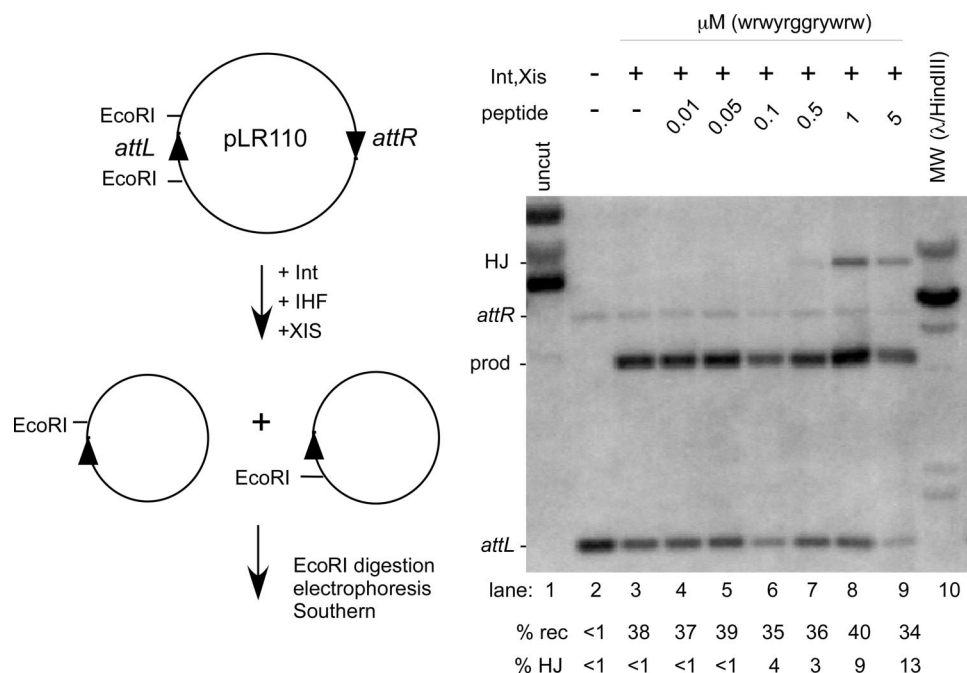 EcoRI
attL
pLR110
attR
EcoRI
+ Int
+ IHF
+XIS
EcoRI
+
EcoRI
EcoRI digestion
electrophoresis
Southern
μM (wrwyrggrywrw)
Int,Xis - + + + + + + +
peptide - - 0.01 0.05 0.1 0.5 1 5
uncut
MW (λ/HindIII)
HJ
attR
prod
attL
lane: 1 2 3 4 5 6 7 8 9 10
% rec <1 38 37 39 35 36 40 34
% HJ <1 <1 <1 <1 4 3 9 13